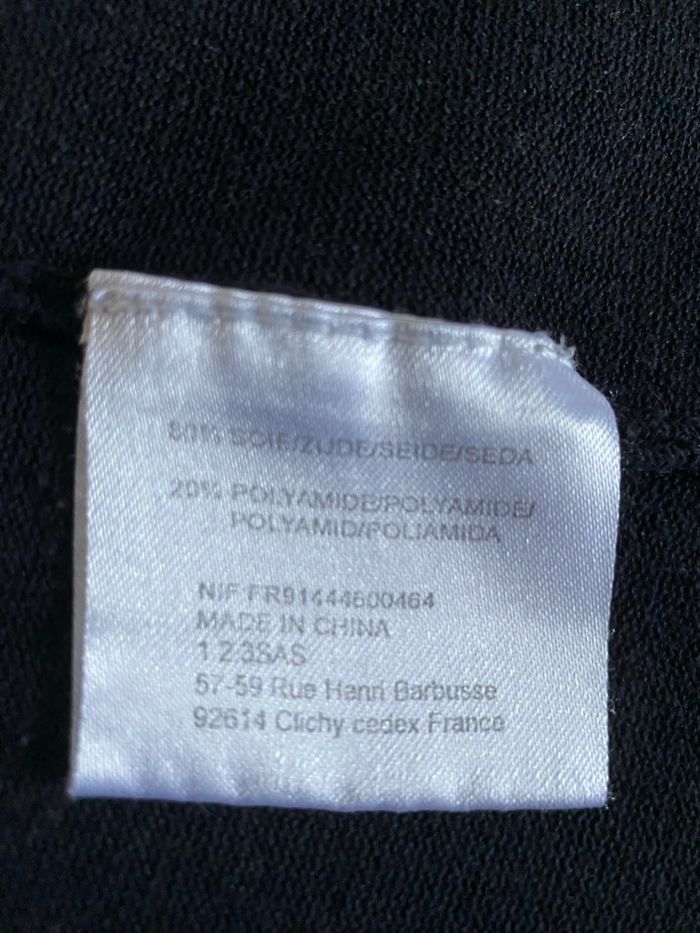 80% SOIE/ZIJDE/SEIDE/SEDA
20% POLYAMIDE/POLYAMIDE/
POLYAMID/POLIAMIDA
NIF FR91444600464
MADE IN CHINA
1 2 3SAS
57-59 Rue Henri Barbusse
92614 Clichy cedex France